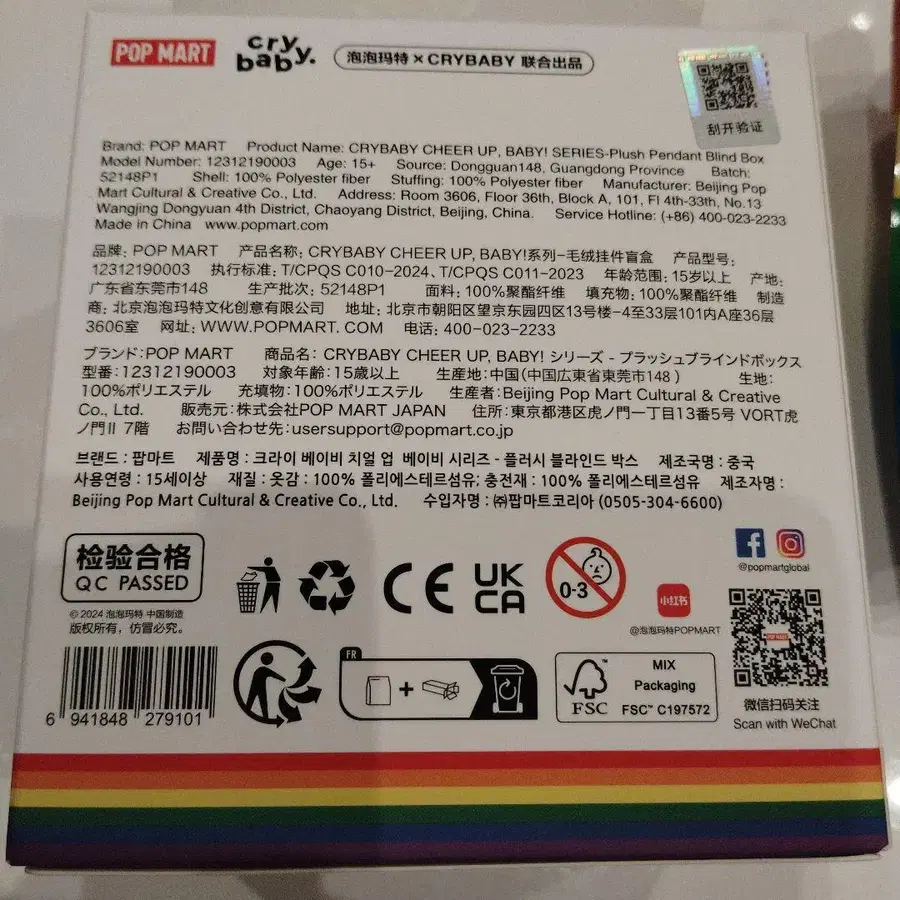 POP MART
cry baby.
泡泡玛特×CRYBABY 联合出品
刮开验证
Brand: POP MART Product Name: CRYBABY CHEER UP, BABY! SERIES-Plush Pendant Blind Box
Model Number: 12312190003 Age: 15+ Source: Dongguan148, Guangdong Province Batch:
52148P1 Shell: 100% Polyester fiber Stuffing: 100% Polyester fiber Manufacturer: Beijing Pop
Mart Cultural & Creative Co., Ltd. Address: Room 3606, Floor 36th, Block A, 101, Fl 4th-33th, No.13
Wangjing Dongyuan 4th District, Chaoyang District, Beijing, China. Service Hotline: (+86) 400-023-2233
Made in China www.popmart.com
品牌: POP MART 产品名称: CRYBABY CHEER UP, BABY!系列-毛绒挂件盲盒 产品型号:
12312190003 执行标准: T/CPQS C010-2024、T/CPQS C011-2023 年龄范围: 15岁以上 产地:
广东省东莞市148 生产批次: 52148P1 面料: 100%聚酯纤维 填充物: 100%聚酯纤维 制造
商: 北京泡泡玛特文化创意有限公司 地址: 北京市朝阳区望京东园四区13号楼-4至33层101内A座36层
3606室 网址: WWW.POPMART. COM 电话: 400-023-2233
ブランド:POP MART 商品名: CRYBABY CHEER UP, BABY! シリーズ - プラッシュブラインドボックス
型番:12312190003 対象年齢:15歳以上 生産地:中国(中国広東省東莞市148 ) 生地:
100%ポリエステル 充填物:100%ポリエステル 生産者:Beijing Pop Mart Cultural & Creative
Co., Ltd. 販売元:株式会社POP MART JAPAN 住所:東京都港区虎ノ門一丁目13番5号 VORT虎
ノ門II 7階 お問い合わせ先:usersupport@popmart.co.jp
브랜드 : 팝마트 제품명 : 크라이 베이비 치얼 업 베이비 시리즈 - 플러시 블라인드 박스 제조국명 : 중국
사용연령 : 15세이상 재질 : 옷감 : 100% 폴리에스테르섬유; 충전재 : 100% 폴리에스테르섬유 제조자명 :
Beijing Pop Mart Cultural & Creative Co., Ltd. 수입자명 : ㈜팝마트코리아 (0505-304-6600)
检验合格
QC PASSED
© 2024 泡泡玛特 中国制造
版权所有，仿冒必究。
CE
UK
CA
0-3
小红书
@泡泡玛特POPMART
@popmartglobal
POP MART
微信扫码关注
Scan with WeChat
6 941848 279101
FR
+
FSC™
MIX
Packaging
FSC™ C197572